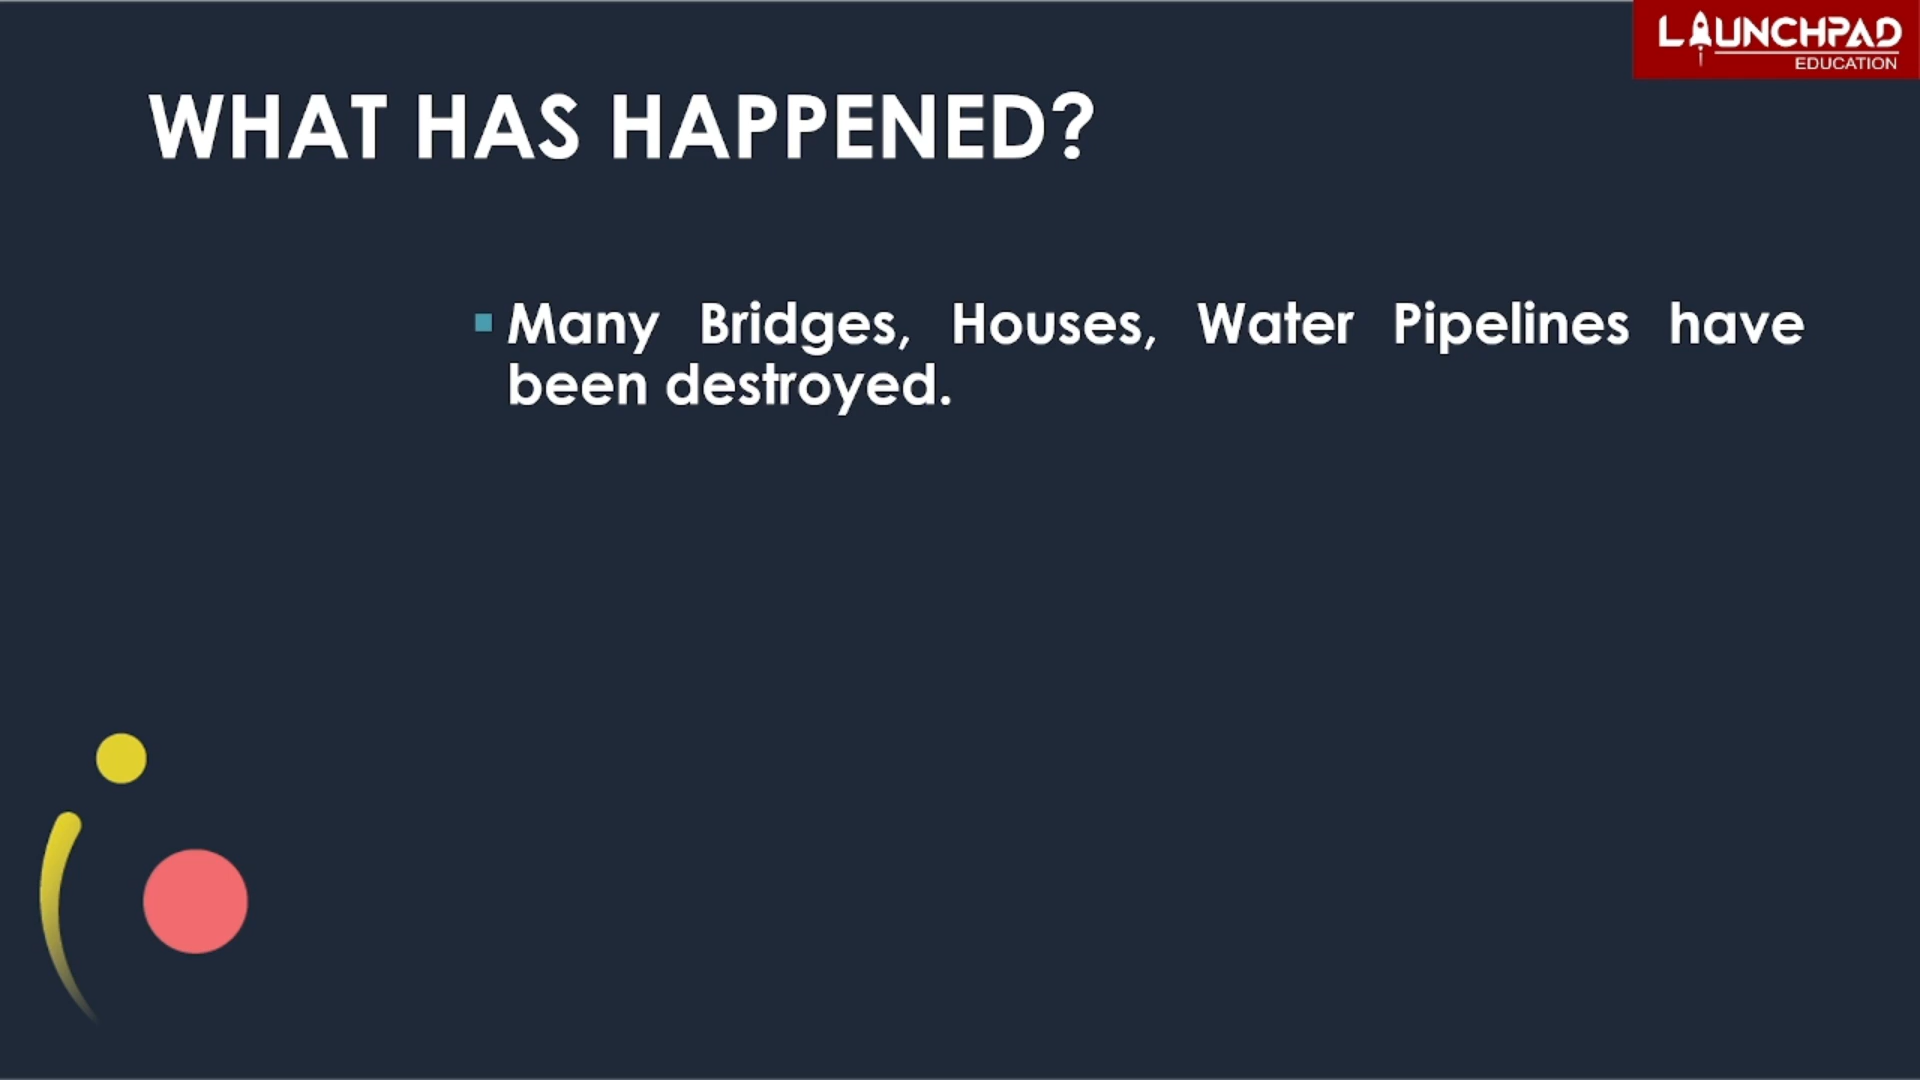 LAUNCHPAD
EDUCATION
WHAT HAS HAPPENED?
Many Bridges, Houses, Water Pipelines have
been destroyed.